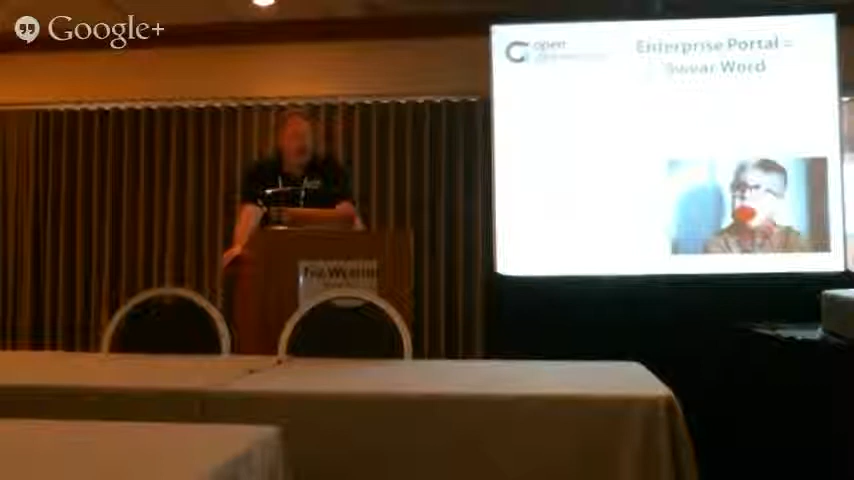 Google+
open
Enterprise Portal =
Swear Word
The Westin